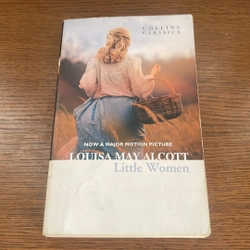 COLLINS
CLASSICS
NOW A MAJOR MOTION PICTURE
LOUISA MAY ALCOTT
Little Women